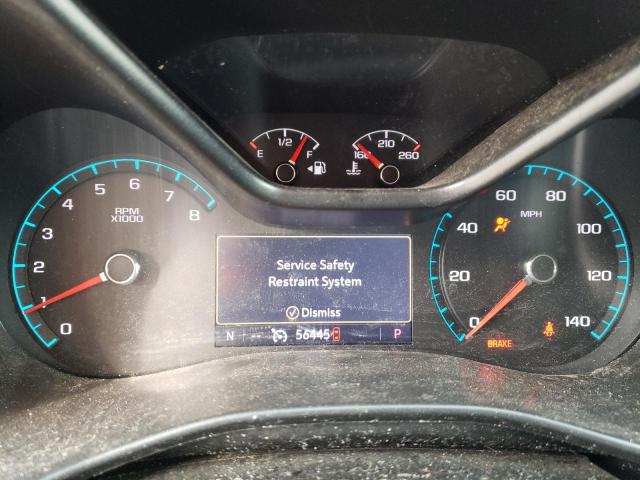 E 1/2 F
160 210 260
0 1 2 3 4 5 6 7 8
RPM
X1000
0 20 40 60 80 100 120 140
MPH
Service Safety
Restraint System
Dismiss
N -- 56445 P
BRAKE